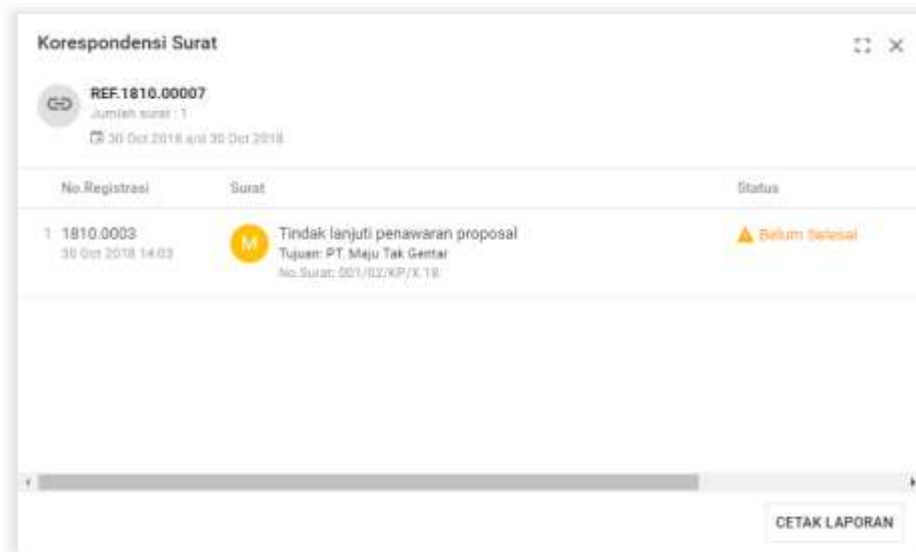 Korespondensi Surat
REF.1810.00007
Jumlah surat : 1
30 Oct 2018 s/d 30 Oct 2018
No.Registrasi Surat Status
1 1810.0003 M Tindak lanjuti penawaran proposal Belum Selesai
30 Oct 2018 14:03 Tujuan: PT. Maju Tak Gentar
No.Surat: 001/02/KP/X.18
CETAK LAPORAN